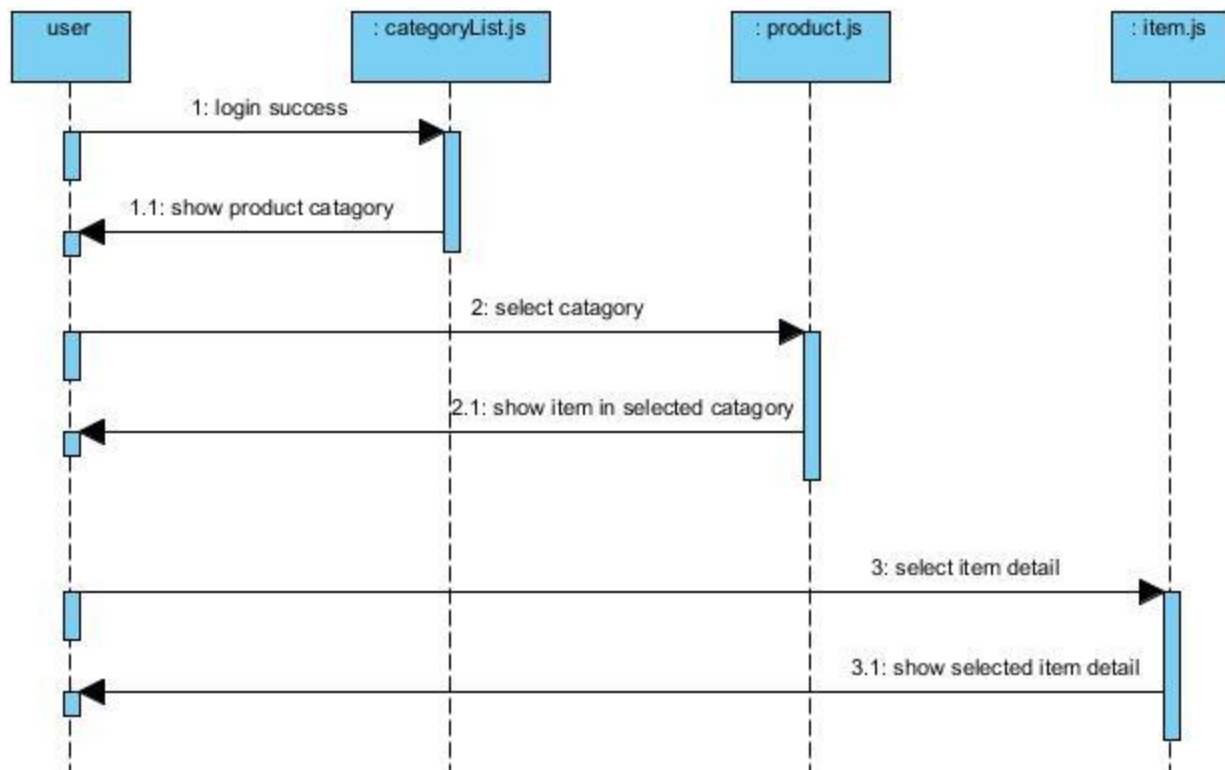 user
: categoryList.js
: product.js
: item.js
1: login success
1.1: show product catagory
2: select catagory
2.1: show item in selected catagory
3: select item detail
3.1: show selected item detail